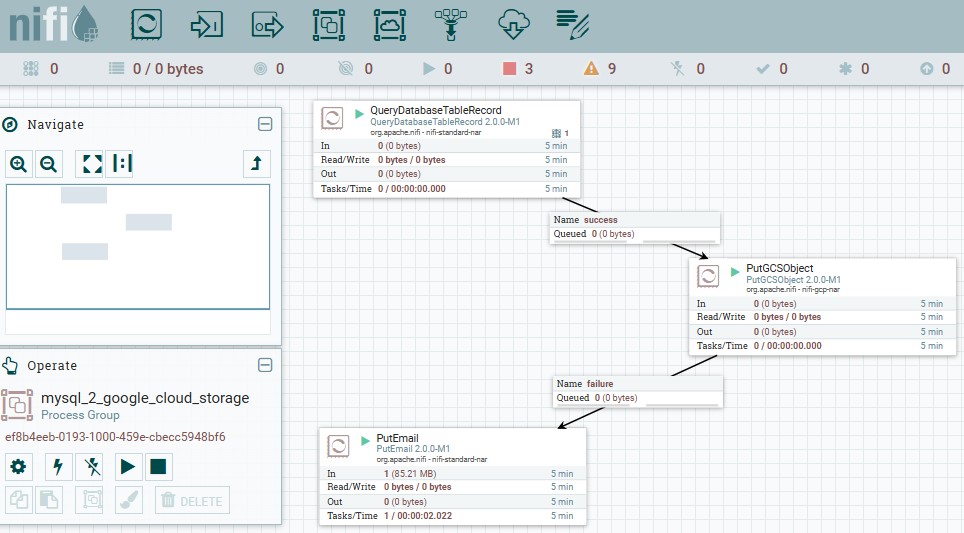 nifi
0 0 / 0 bytes 0 0 0 3 9 0 0 0 0
Navigate
Operate
mysql_2_google_cloud_storage
Process Group
ef8b4eeb-0193-1000-459e-cbecc5948bf6
DELETE
QueryDatabaseTableRecord
QueryDatabaseTableRecord 2.0.0-M1
org.apache.nifi - nifi-standard-nar
1
In 0 (0 bytes) 5 min
Read/Write 0 bytes / 0 bytes 5 min
Out 0 (0 bytes) 5 min
Tasks/Time 0 / 00:00:00.000 5 min
Name success
Queued 0 (0 bytes)
PutGCSObject
PutGCSObject 2.0.0-M1
org.apache.nifi - nifi-gcp-nar
In 0 (0 bytes) 5 min
Read/Write 0 bytes / 0 bytes 5 min
Out 0 (0 bytes) 5 min
Tasks/Time 0 / 00:00:00.000 5 min
Name failure
Queued 0 (0 bytes)
PutEmail
PutEmail 2.0.0-M1
org.apache.nifi - nifi-standard-nar
In 1 (85.21 MB) 5 min
Read/Write 0 bytes / 0 bytes 5 min
Out 0 (0 bytes) 5 min
Tasks/Time 1 / 00:00:02.022 5 min